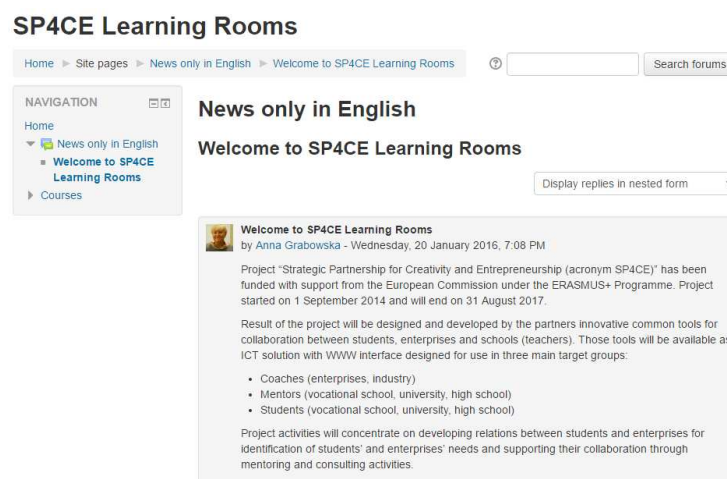 SP4CE Learning Rooms
Home ▶ Site pages ▶ News only in English ▶ Welcome to SP4CE Learning Rooms
Search forums
NAVIGATION
Home
News only in English
Welcome to SP4CE
Learning Rooms
Courses
News only in English
Welcome to SP4CE Learning Rooms
Display replies in nested form
Welcome to SP4CE Learning Rooms
by Anna Grabowska - Wednesday, 20 January 2016, 7:08 PM
Project “Strategic Partnership for Creativity and Entrepreneurship (acronym SP4CE)” has been
funded with support from the European Commission under the ERASMUS+ Programme. Project
started on 1 September 2014 and will end on 31 August 2017.
Result of the project will be designed and developed by the partners innovative common tools for
collaboration between students, enterprises and schools (teachers). Those tools will be available as
ICT solution with WWW interface designed for use in three main target groups:
• Coaches (enterprises, industry)
• Mentors (vocational school, university, high school)
• Students (vocational school, university, high school)
Project activities will concentrate on developing relations between students and enterprises for
identification of students’ and enterprises’ needs and supporting their collaboration through
mentoring and consulting activities.